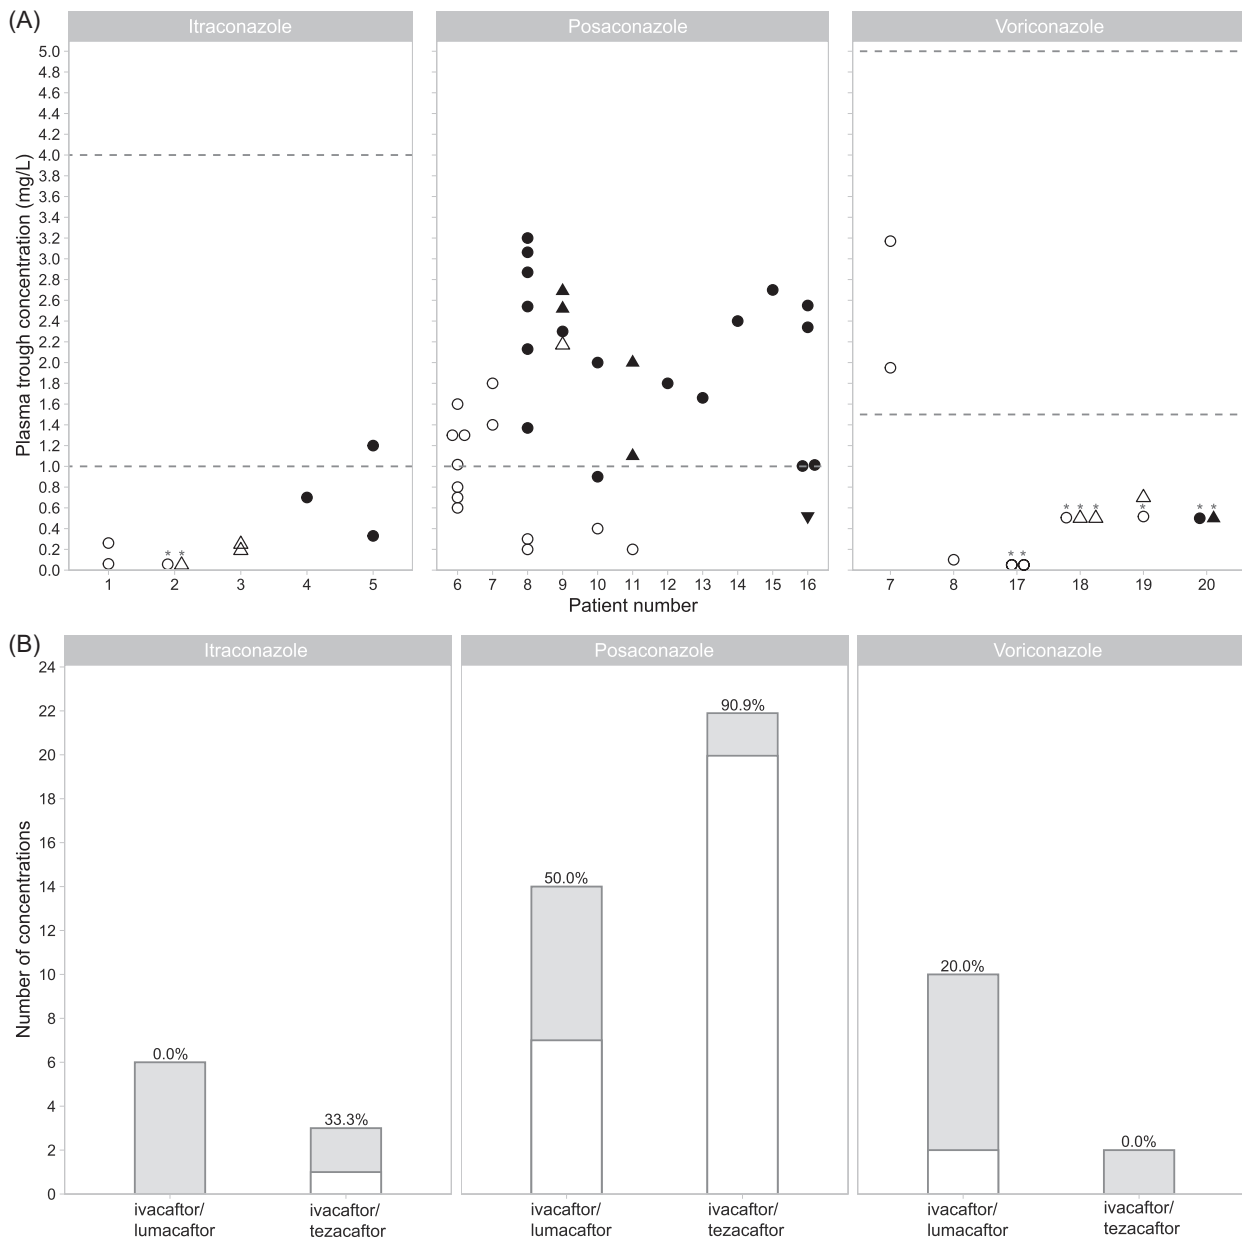 (A)
Itraconazole
Posaconazole
Voriconazole
Plasma trough concentration (mg/L)
5.0
4.8
4.6
4.4
4.2
4.0
3.8
3.6
3.4
3.2
3.0
2.8
2.6
2.4
2.2
2.0
1.8
1.6
1.4
1.2
1.0
0.8
0.6
0.4
0.2
0.0
* *
* *
* * *
*
* *
1 2 3 4 5
6 7 8 9 10 11 12 13 14 15 16
7 8 17 18 19 20
Patient number
(B)
Itraconazole
Posaconazole
Voriconazole
Number of concentrations
24
22
20
18
16
14
12
10
8
6
4
2
0
0.0%
33.3%
50.0%
90.9%
20.0%
0.0%
ivacaftor/
lumacaftor
ivacaftor/
tezacaftor
ivacaftor/
lumacaftor
ivacaftor/
tezacaftor
ivacaftor/
lumacaftor
ivacaftor/
tezacaftor